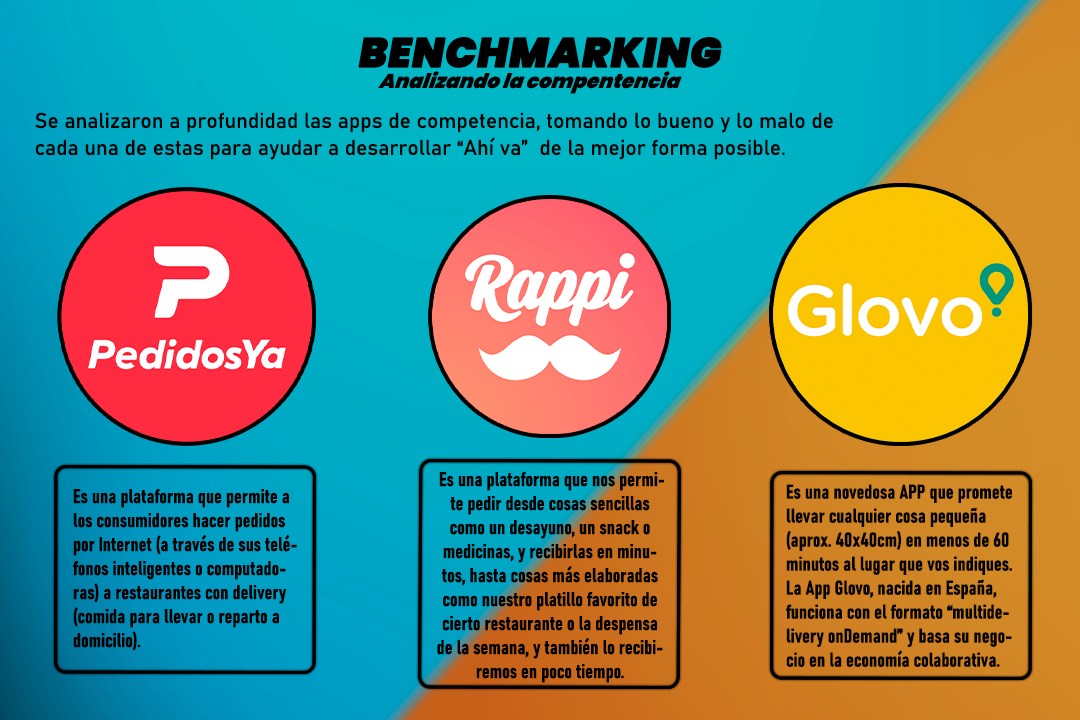 BENCHMARKING
Analizando la compentencia
Se analizaron a profundidad las apps de competencia, tomando lo bueno y lo malo de
cada una de estas para ayudar a desarrollar “Ahí va” de la mejor forma posible.
PedidosYa
Rappi
Glovo
Es una plataforma que permite a
los consumidores hacer pedidos
por Internet (a través de sus telé-
fonos inteligentes o computado-
ras) a restaurantes con delivery
(comida para llevar o reparto a
domicilio).
Es una plataforma que nos permi-
te pedir desde cosas sencillas
como un desayuno, un snack o
medicinas, y recibirlas en minu-
tos, hasta cosas más elaboradas
como nuestro platillo favorito de
cierto restaurante o la despensa
de la semana, y también lo recibi-
remos en poco tiempo.
Es una novedosa APP que promete
llevar cualquier cosa pequeña
(aprox. 40x40cm) en menos de 60
minutos al lugar que vos indiques.
La App Glovo, nacida en España,
funciona con el formato “multide-
livery onDemand” y basa su nego-
cio en la economía colaborativa.